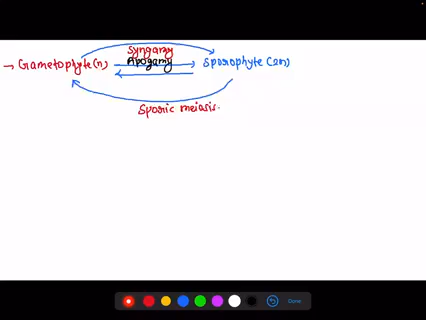 Syngamy
→ Gametophyte(n) Apogamy Sporophyte(2n)
Sporic meiosis.
Done